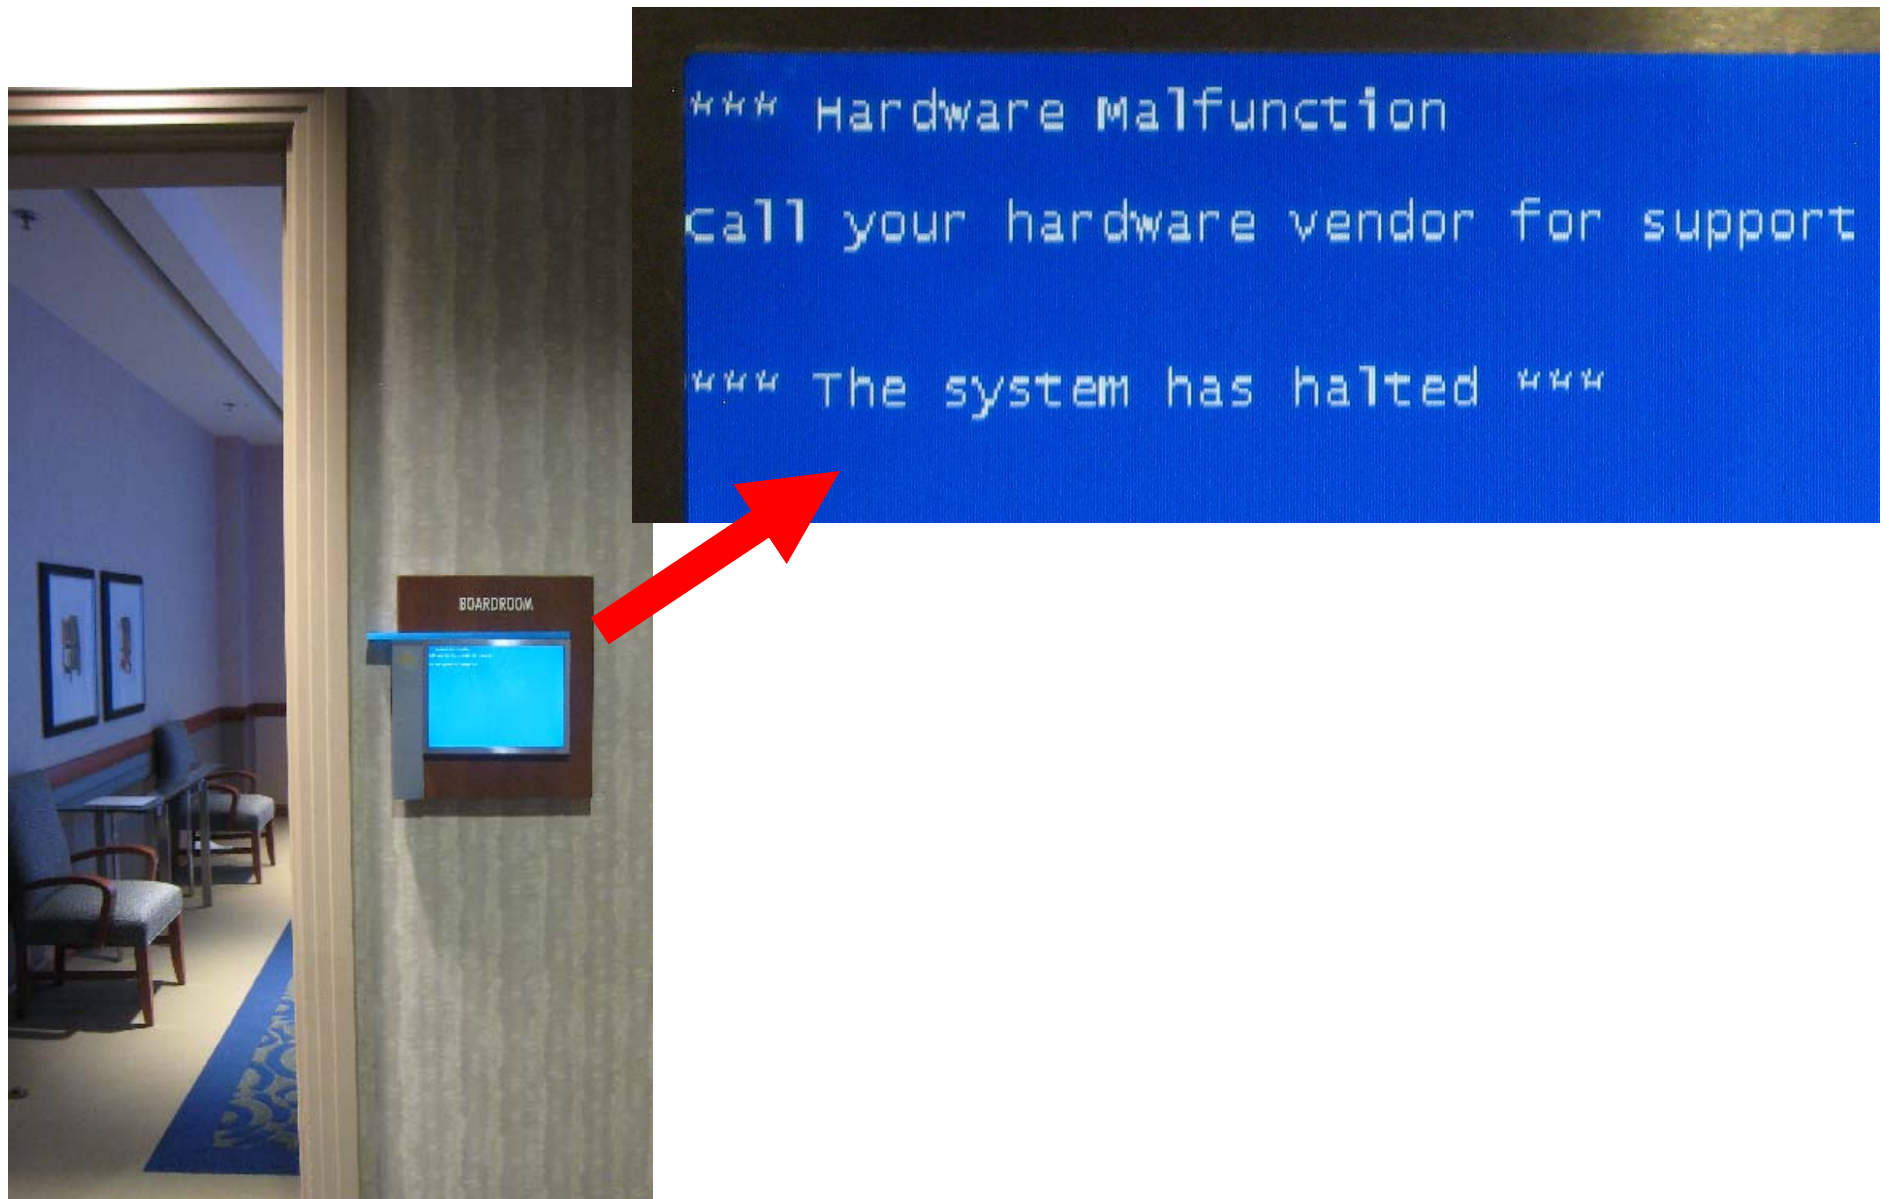 *** Hardware Malfunction
Call your hardware vendor for support
*** The system has halted ***
BOARDROOM